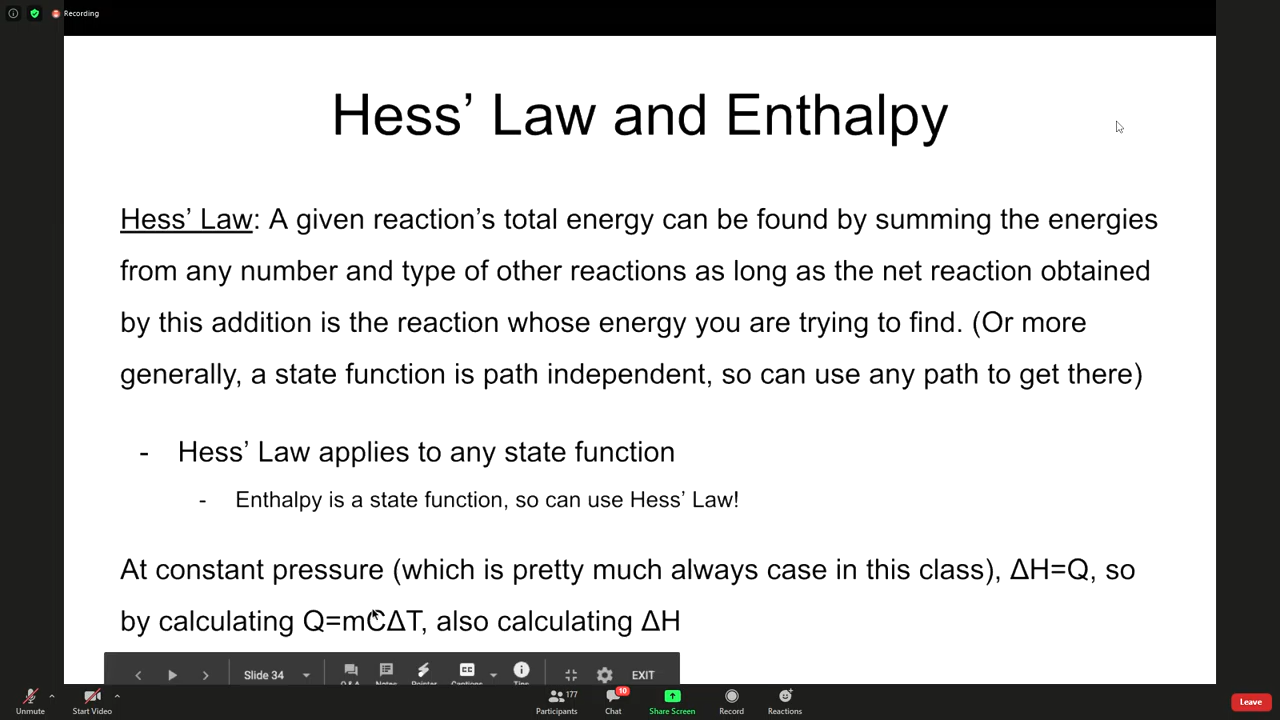 Recording
Hess’ Law and Enthalpy
Hess’ Law: A given reaction’s total energy can be found by summing the energies
from any number and type of other reactions as long as the net reaction obtained
by this addition is the reaction whose energy you are trying to find. (Or more
generally, a state function is path independent, so can use any path to get there)
- Hess’ Law applies to any state function
- Enthalpy is a state function, so can use Hess’ Law!
At constant pressure (which is pretty much always case in this class), ΔH=Q, so
by calculating Q=mCΔT, also calculating ΔH
Slide 34
Q & A Notes Pointer Captions Tips EXIT
177 10
Unmute Start Video Participants Chat Share Screen Record Reactions Leave